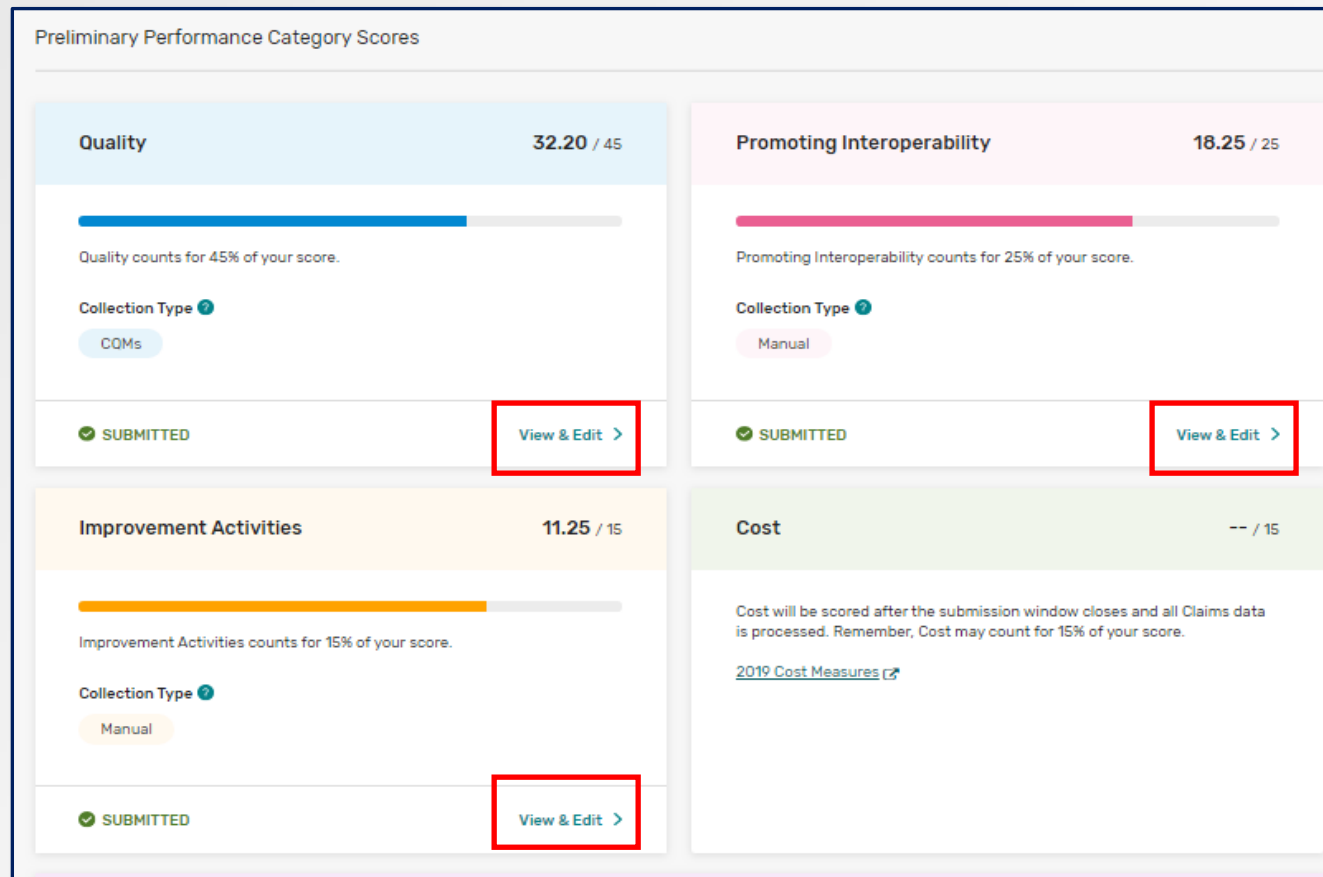 Preliminary Performance Category Scores
Quality 32.20 / 45
Quality counts for 45% of your score.
Collection Type ?
CQMs
SUBMITTED View & Edit >
Promoting Interoperability 18.25 / 25
Promoting Interoperability counts for 25% of your score.
Collection Type ?
Manual
SUBMITTED View & Edit >
Improvement Activities 11.25 / 15
Improvement Activities counts for 15% of your score.
Collection Type ?
Manual
SUBMITTED View & Edit >
Cost -- / 15
Cost will be scored after the submission window closes and all Claims data
is processed. Remember, Cost may count for 15% of your score.
2019 Cost Measures